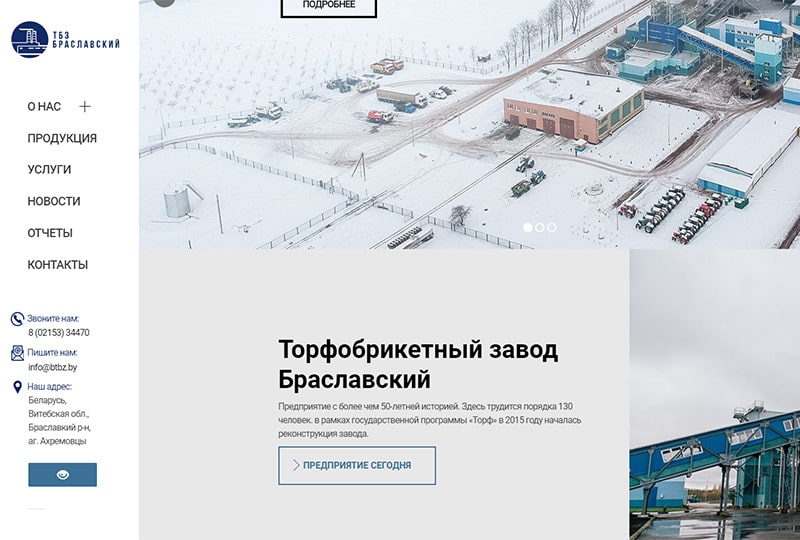 ТБЗ
БРАСЛАВСКИЙ
О НАС
ПРОДУКЦИЯ
УСЛУГИ
НОВОСТИ
ОТЧЕТЫ
КОНТАКТЫ
Звоните нам:
8 (02153) 34470
Пишите нам:
info@btbz.by
Наш адрес:
Беларусь,
Витебская обл.,
Браславкий р-н,
аг. Ахремовцы
ПОДРОБНЕЕ
Торфобрикетный завод
Браславский
Предприятие с более чем 50-летней историей. Здесь трудится порядка 130
человек. в рамках государственной программы «Торф» в 2015 году началась
реконструкция завода.
ПРЕДПРИЯТИЕ СЕГОДНЯ